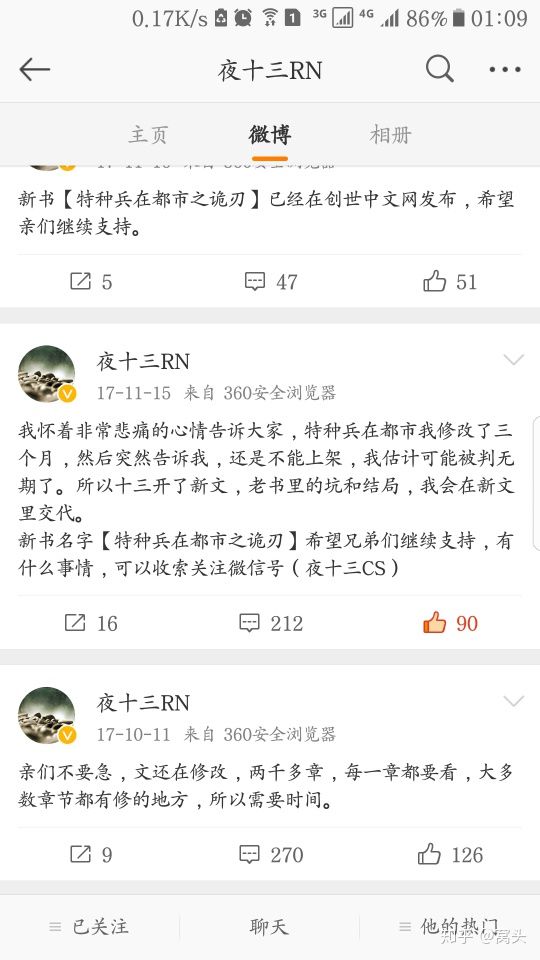 0.17K/s 1 3G 4G 86% 01:09
夜十三RN
主页 微博 相册
新书【特种兵在都市之诡刃】已经在创世中文网发布，希望
亲们继续支持。
5 47 51
夜十三RN
17-11-15 来自 360安全浏览器
我怀着非常悲痛的心情告诉大家，特种兵在都市我修改了三
个月，然后突然告诉我，还是不能上架，我估计可能被判无
期了。所以十三开了新文，老书里的坑和结局，我会在新文
里交代。
新书名字【特种兵在都市之诡刃】希望兄弟们继续支持，有
什么事情，可以收索关注微信号（夜十三CS）
16 212 90
夜十三RN
17-10-11 来自 360安全浏览器
亲们不要急，文还在修改，两千多章，每一章都要看，大多
数章节都有修的地方，所以需要时间。
9 270 126
已关注 聊天 他的热门
知乎 @窝头